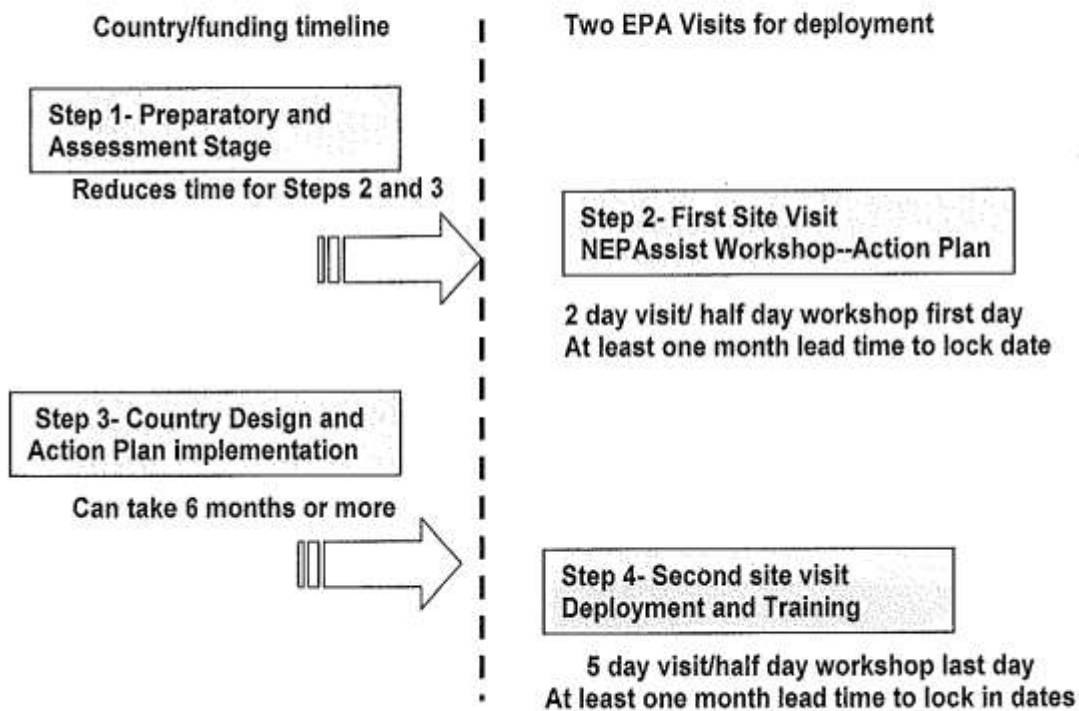 Country/funding timeline
Two EPA Visits for deployment
Step 1- Preparatory and
Assessment Stage
Reduces time for Steps 2 and 3
Step 2- First Site Visit
NEPAssist Workshop--Action Plan
2 day visit/ half day workshop first day
At least one month lead time to lock date
Step 3- Country Design and
Action Plan implementation
Can take 6 months or more
Step 4- Second site visit
Deployment and Training
5 day visit/half day workshop last day
At least one month lead time to lock in dates